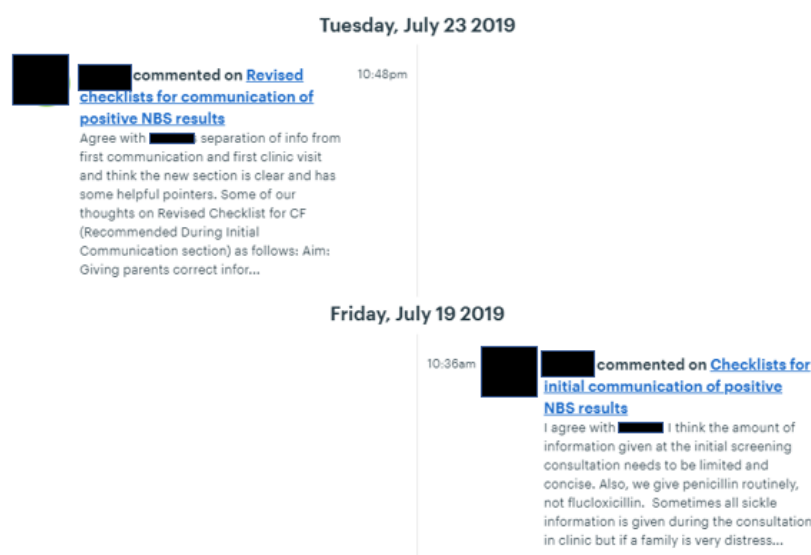 Tuesday, July 23 2019
commented on Revised
10:48pm
checklists for communication of
positive NBS results
Agree with separation of info from
first communication and first clinic visit
and think the new section is clear and has
some helpful pointers. Some of our
thoughts on Revised Checklist for CF
(Recommended During Initial
Communication section) as follows: Aim:
Giving parents correct infor...
Friday, July 19 2019
10:36am
commented on Checklists for
initial communication of positive
NBS results
I agree with I think the amount of
information given at the initial screening
consultation needs to be limited and
concise. Also, we give penicillin routinely,
not flucloxicillin. Sometimes all sickle
information is given during the consultation
in clinic but if a family is very distress...